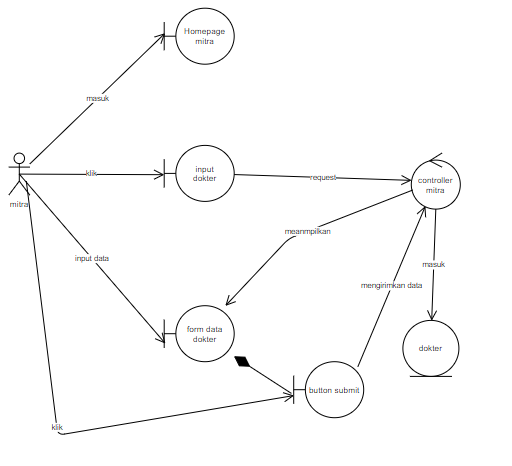 Homepage
mitra
masuk
klik
input
dokter
request
controller
mitra
mitra
meanmpilkan
input data
masuk
mengirimkan data
form data
dokter
dokter
button submit
klik